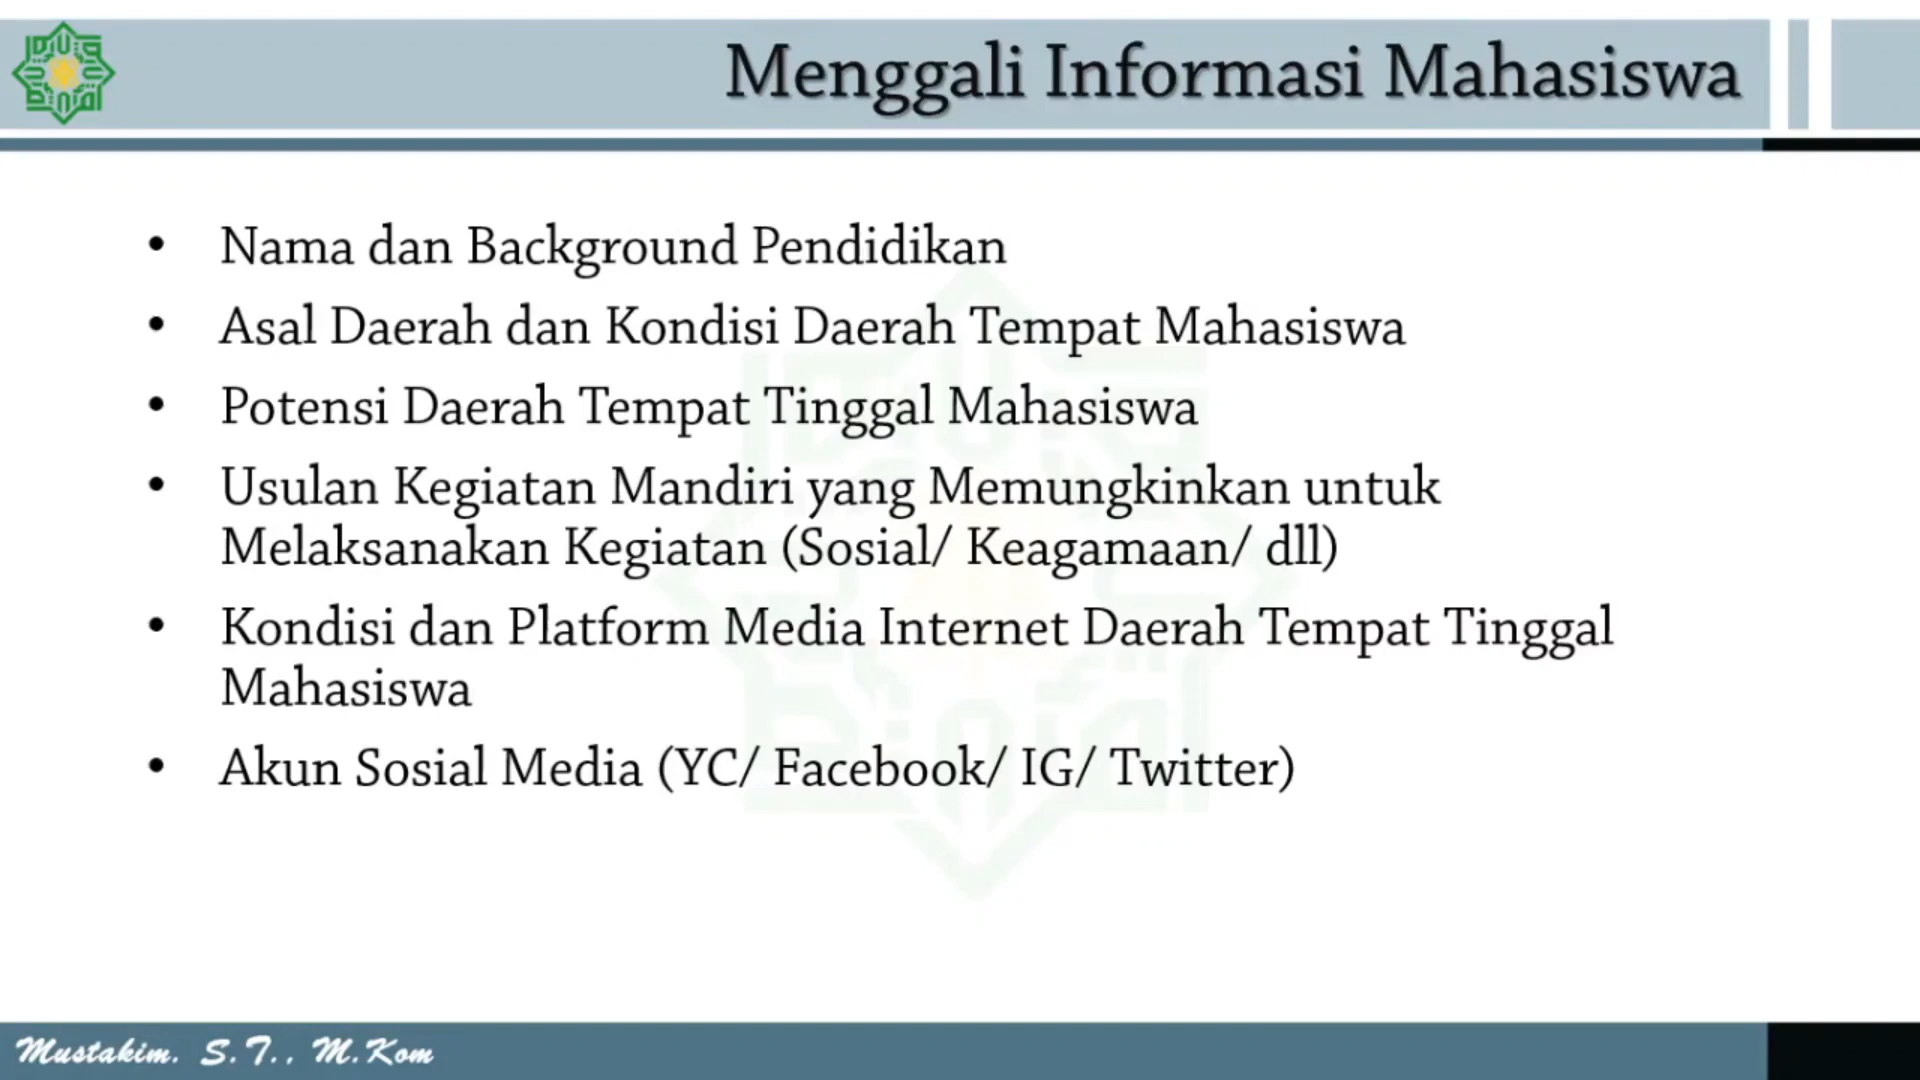 Menggali Informasi Mahasiswa
• Nama dan Background Pendidikan
• Asal Daerah dan Kondisi Daerah Tempat Mahasiswa
• Potensi Daerah Tempat Tinggal Mahasiswa
• Usulan Kegiatan Mandiri yang Memungkinkan untuk
Melaksanakan Kegiatan (Sosial/ Keagamaan/ dll)
• Kondisi dan Platform Media Internet Daerah Tempat Tinggal
Mahasiswa
• Akun Sosial Media (YC/ Facebook/ IG/ Twitter)
Mustakim. S.T., M.Kom